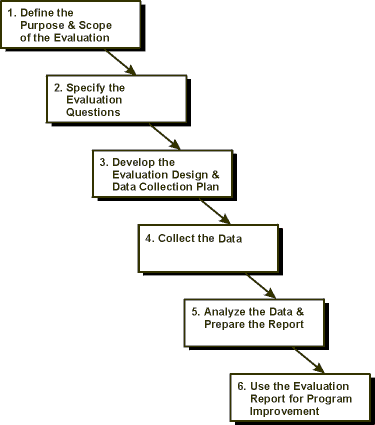 1. Define the
Purpose & Scope
of the Evaluation
2. Specify the
Evaluation
Questions
3. Develop the
Evaluation Design &
Data Collection Plan
4. Collect the Data
5. Analyze the Data &
Prepare the Report
6. Use the Evaluation
Report for Program
Improvement